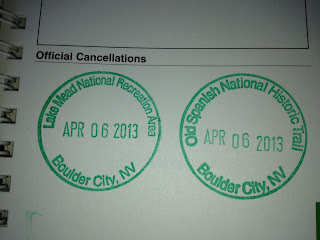 Official Cancellations
Lake Mead National Recreation Area
APR 06 2013
Boulder City, NV
Old Spanish National Historic Trail
APR 06 2013
Boulder City, NV